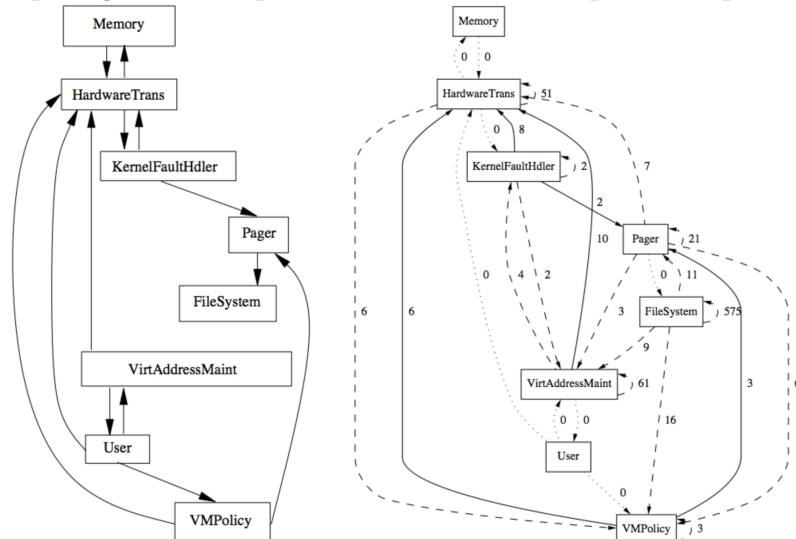 Memory
HardwareTrans
KernelFaultHdler
Pager
FileSystem
VirtAddressMaint
User
VMPolicy
Memory
0 0
HardwareTrans 51
0 8
KernelFaultHdler 2
7
2
Pager 21
10
0 4 2 0 11
6 6 3 FileSystem 575
9
VirtAddressMaint 61
3
0 0 16
User
0
VMPolicy 3